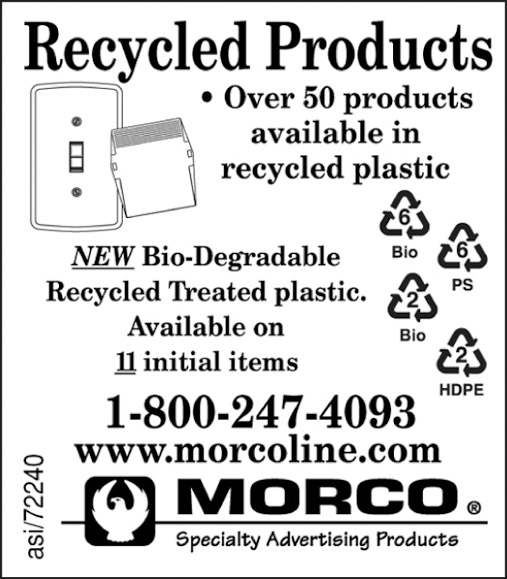 Recycled Products
• Over 50 products
available in
recycled plastic
6
Bio
6
PS
NEW Bio-Degradable
Recycled Treated plastic.
Available on
11 initial items
2
Bio
2
HDPE
1-800-247-4093
www.morcoline.com
asi/72240
MORCO®
Specialty Advertising Products